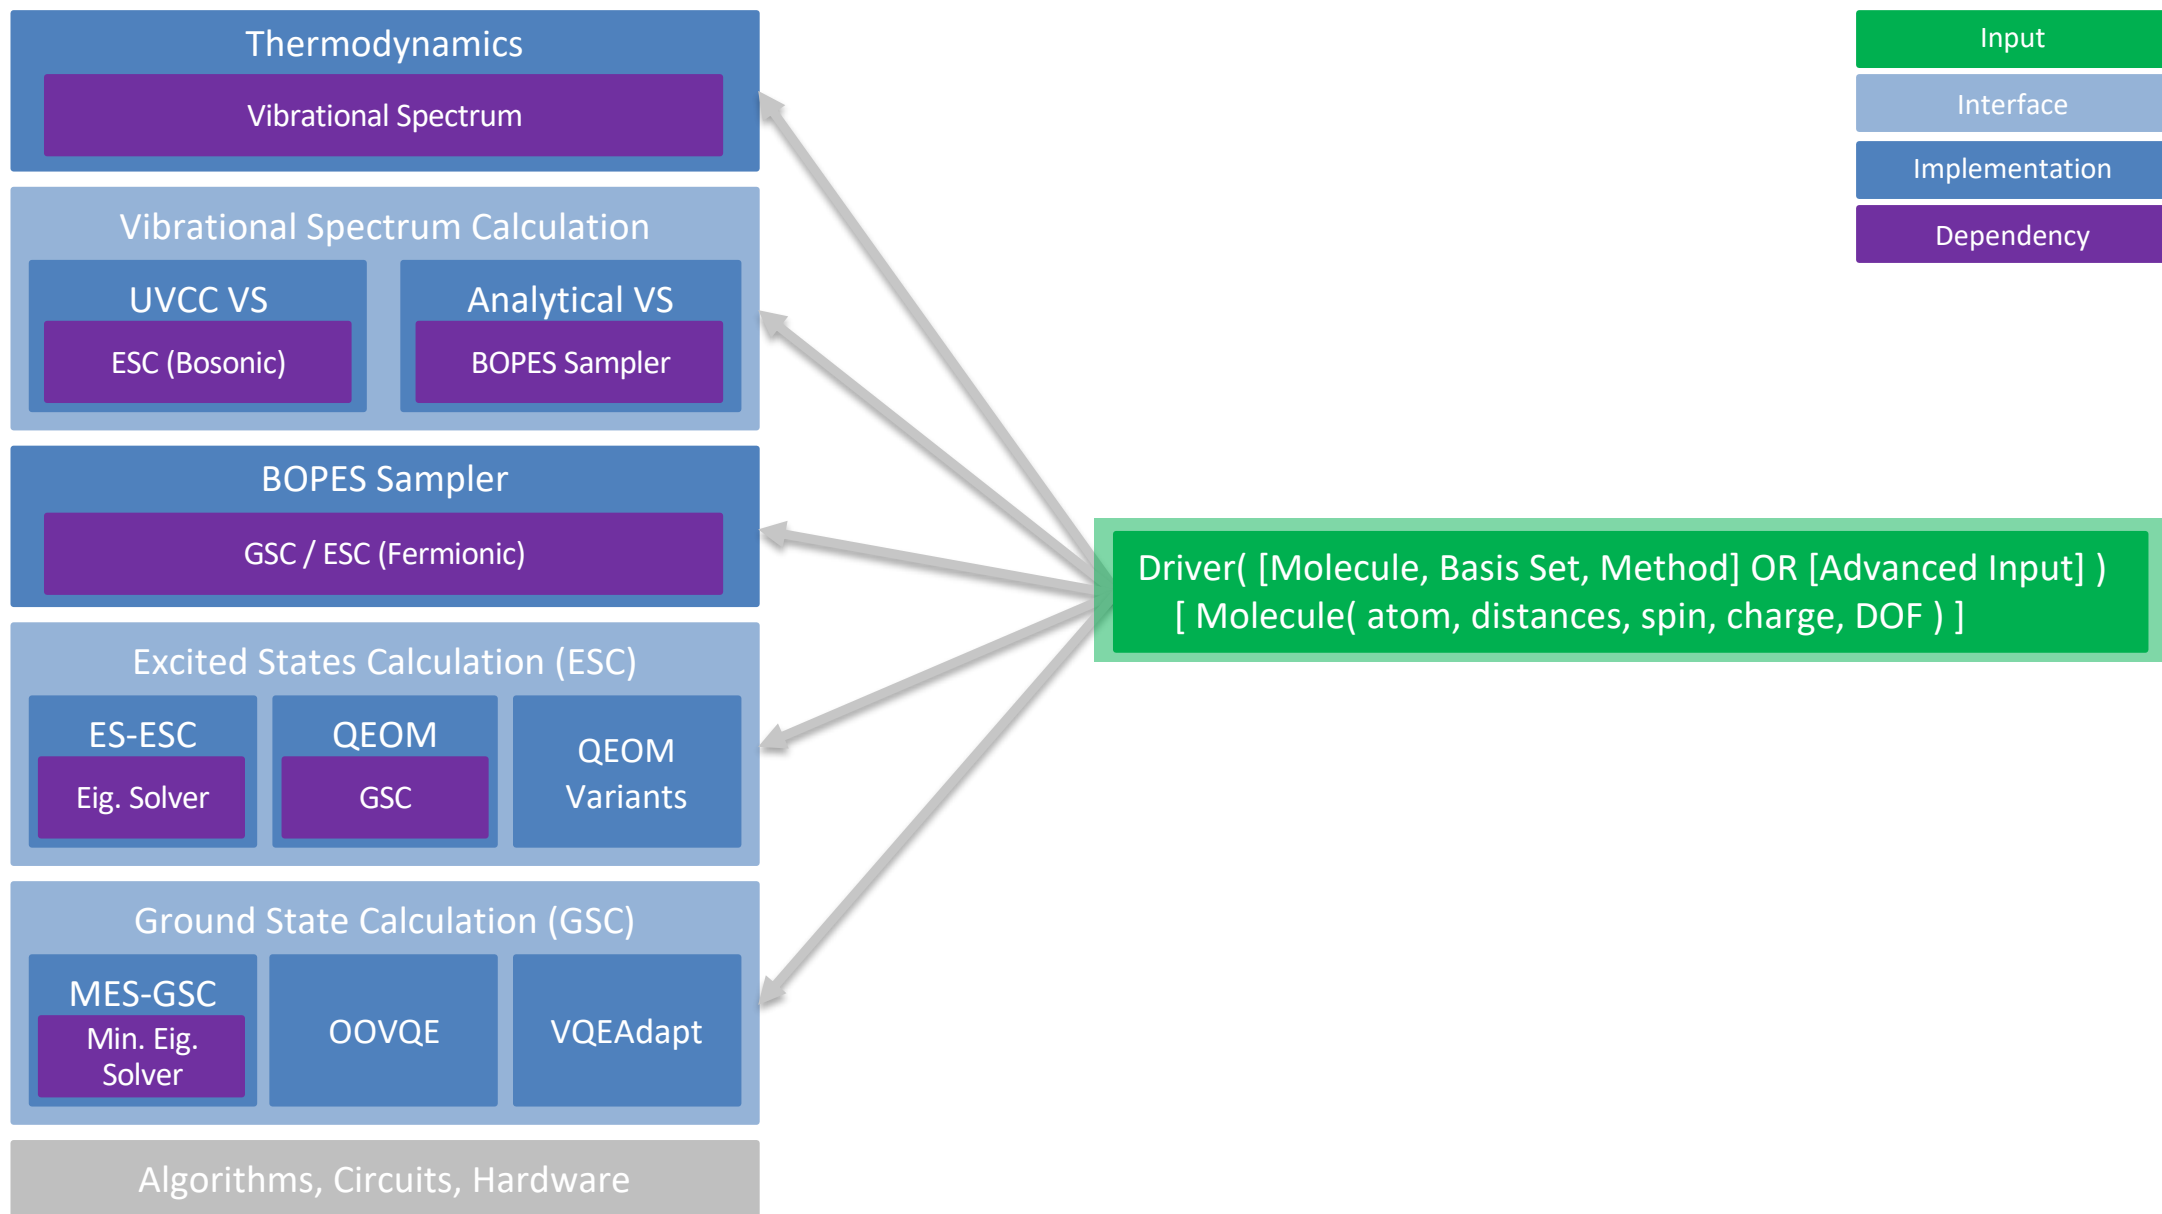 Thermodynamics
Vibrational Spectrum
Vibrational Spectrum Calculation
UVCC VS
ESC (Bosonic)
Analytical VS
BOPES Sampler
BOPES Sampler
GSC / ESC (Fermionic)
Excited States Calculation (ESC)
ES-ESC
Eig. Solver
QEOM
GSC
QEOM
Variants
Ground State Calculation (GSC)
MES-GSC
Min. Eig.
Solver
OOVQE
VQEAdapt
Algorithms, Circuits, Hardware
Driver( [Molecule, Basis Set, Method] OR [Advanced Input] )
[ Molecule( atom, distances, spin, charge, DOF ) ]
Input
Interface
Implementation
Dependency